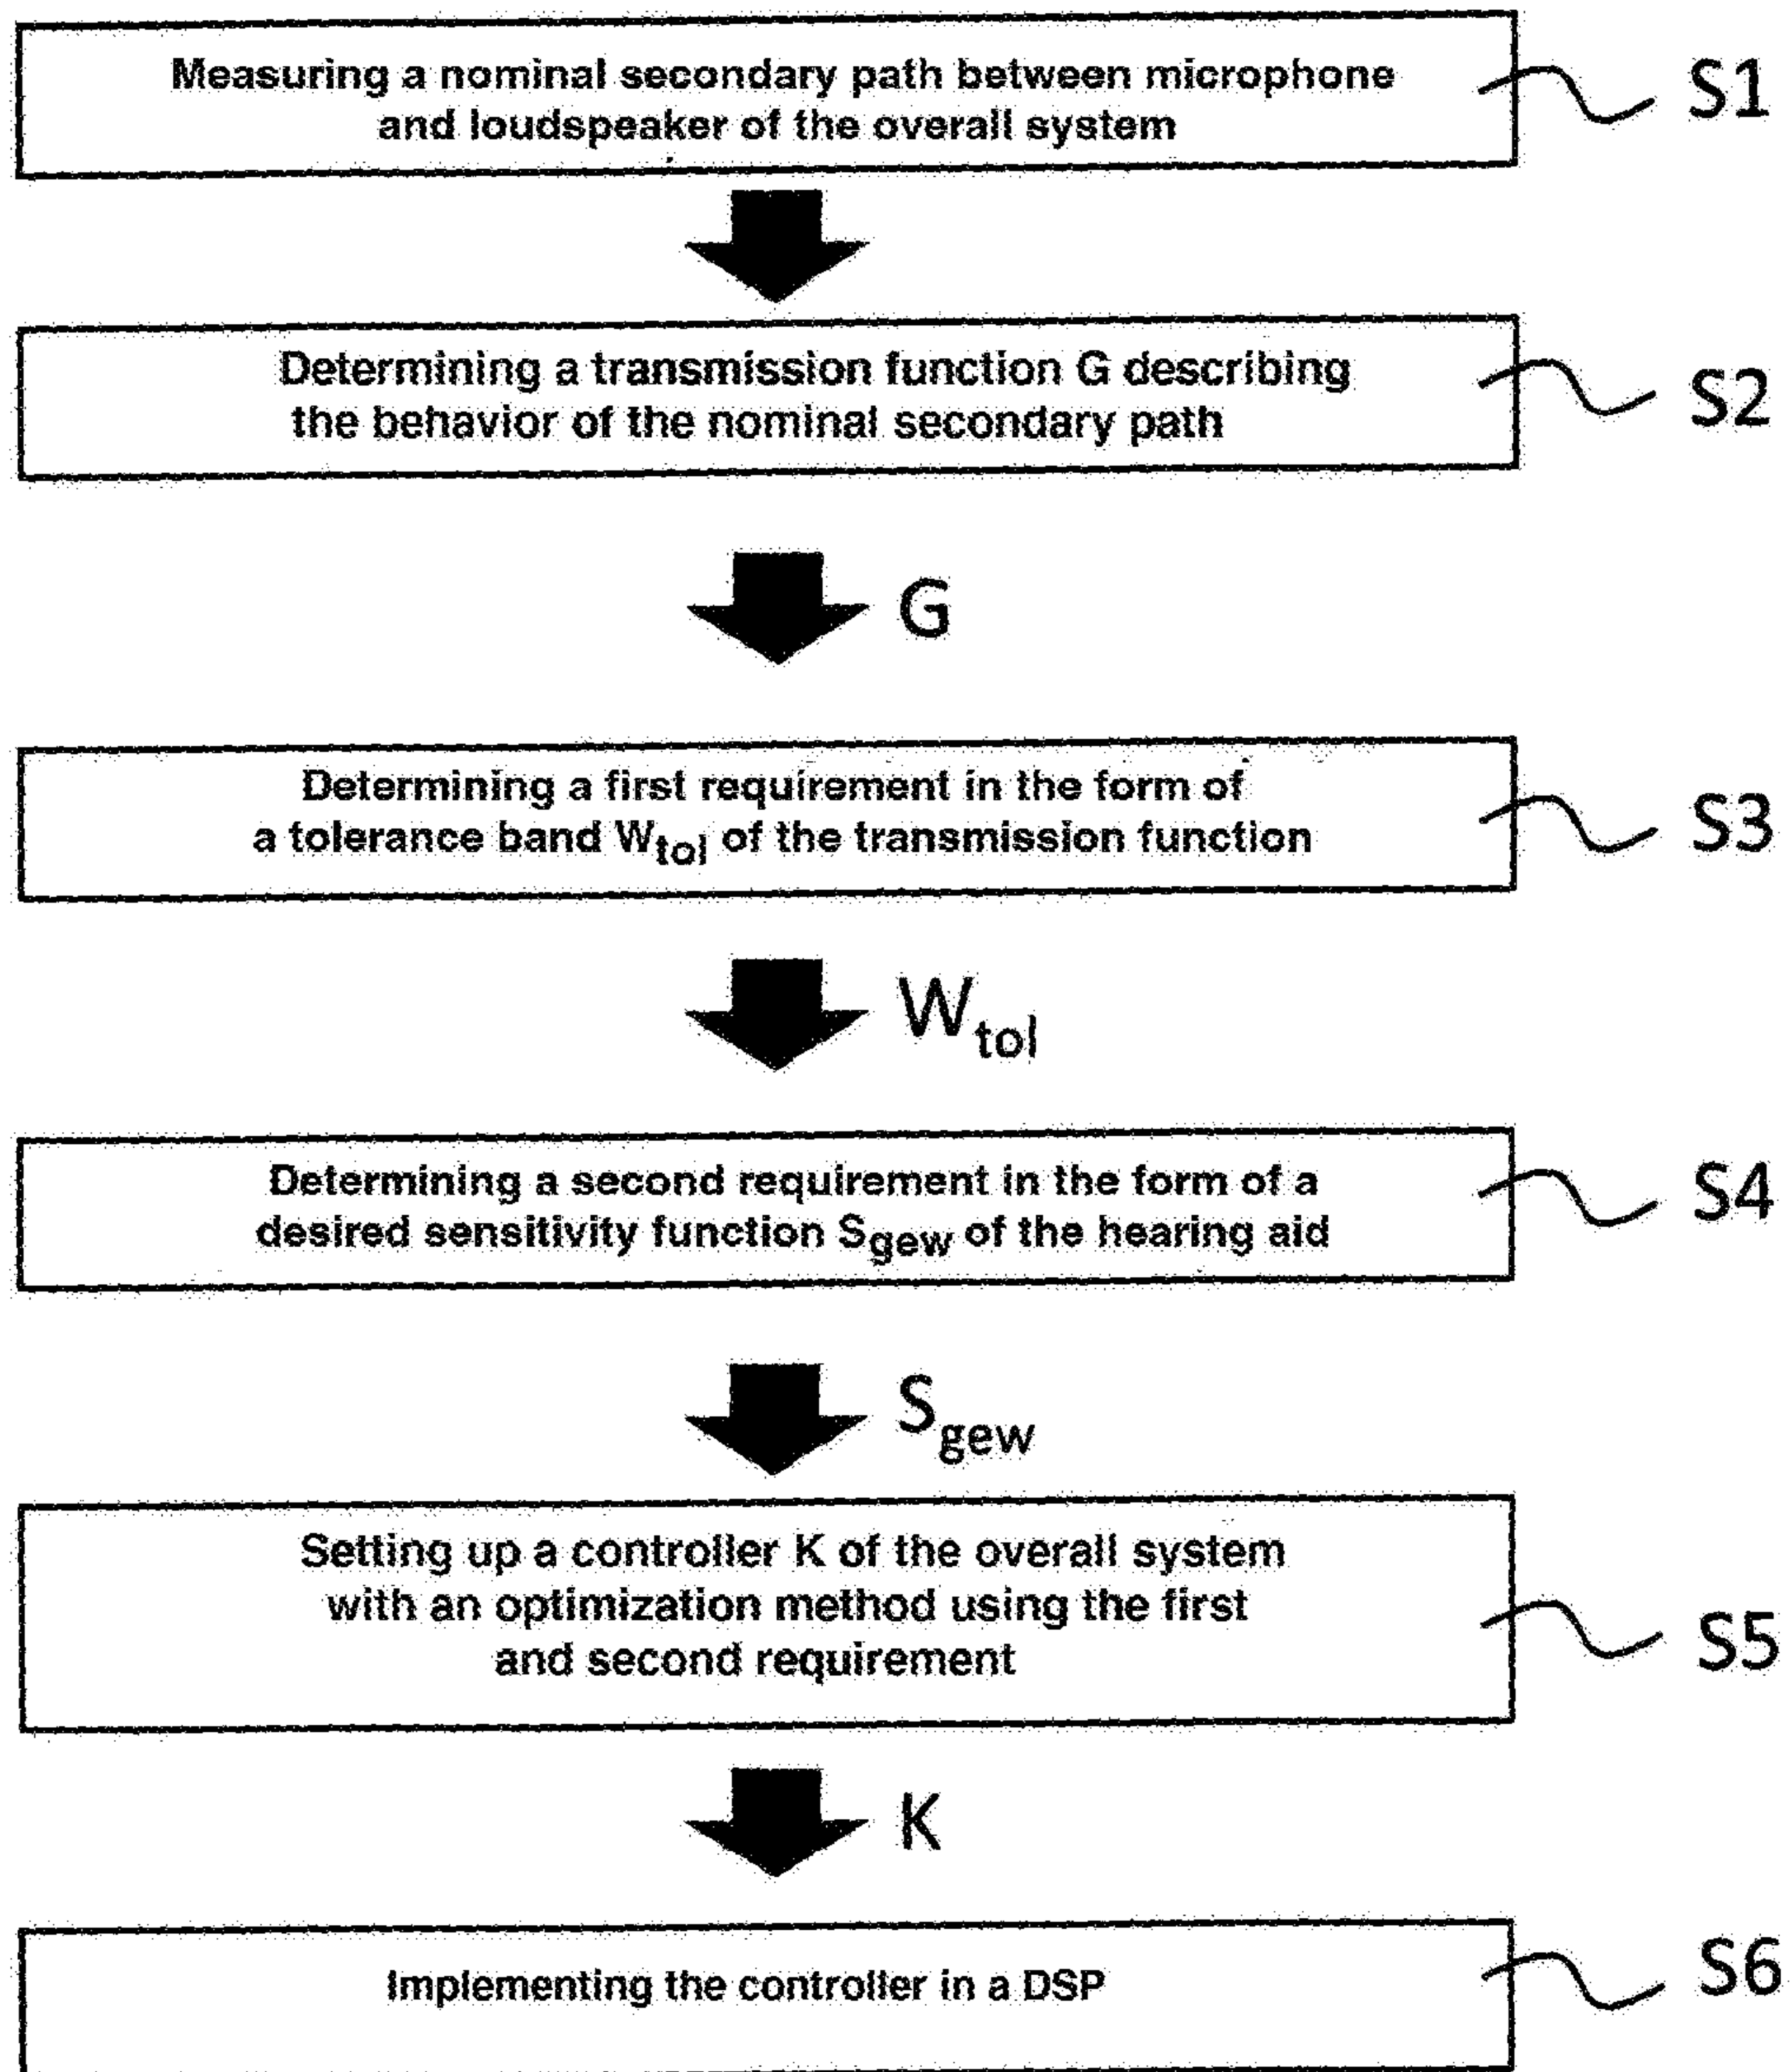 Measuring a nominal secondary path between microphone
and loudspeaker of the overall system
S1
Determining a transmission function G describing
the behavior of the nominal secondary path
S2
G
Determining a first requirement in the form of
a tolerance band Wtol of the transmission function
S3
Wtol
Determining a second requirement in the form of a
desired sensitivity function Sgew of the hearing aid
S4
Sgew
Setting up a controller K of the overall system
with an optimization method using the first
and second requirement
S5
K
Implementing the controller in a DSP
S6